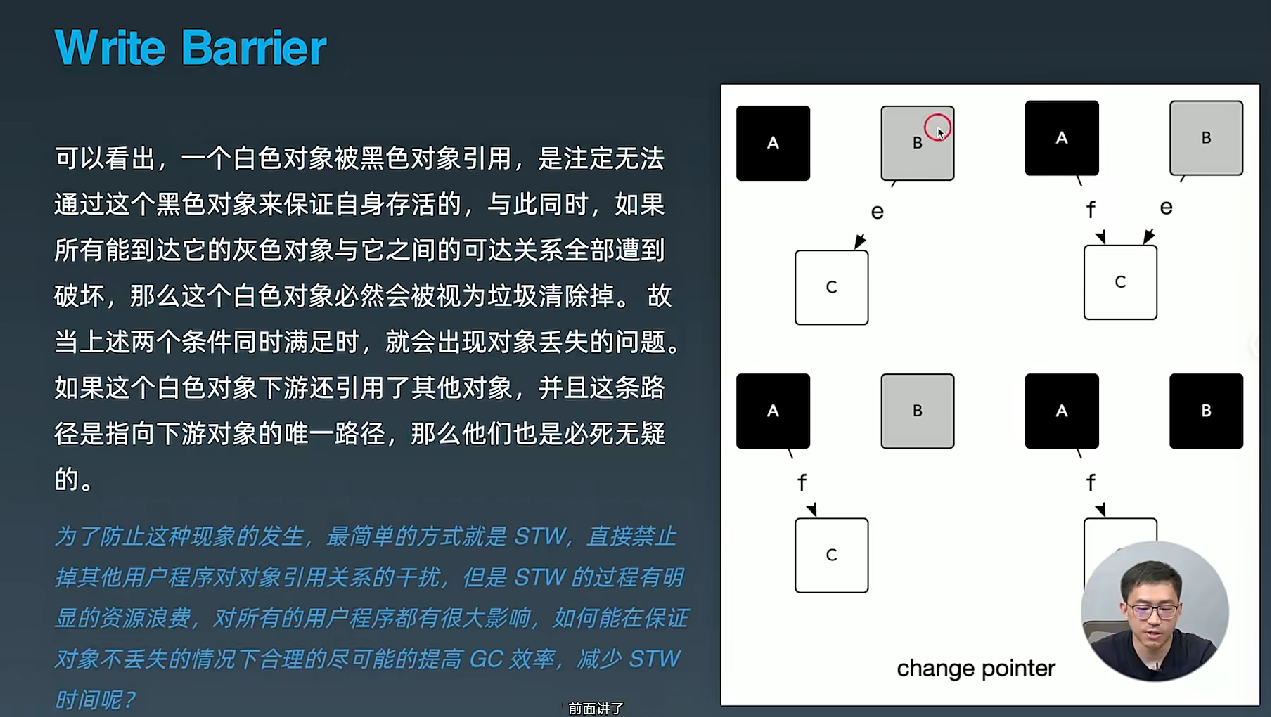 Write Barrier
可以看出，一个白色对象被黑色对象引用，是注定无法
通过这个黑色对象来保证自身存活的，与此同时，如果
所有能到达它的灰色对象与它之间的可达关系全部遭到
破坏，那么这个白色对象必然会被视为垃圾清除掉。 故
当上述两个条件同时满足时，就会出现对象丢失的问题。
如果这个白色对象下游还引用了其他对象，并且这条路
径是指向下游对象的唯一路径，那么他们也是必死无疑
的。
为了防止这种现象的发生，最简单的方式就是 STW，直接禁止
掉其他用户程序对对象引用关系的干扰，但是 STW 的过程有明
显的资源浪费，对所有的用户程序都有很大影响，如何能在保证
对象不丢失的情况下合理的尽可能的提高 GC 效率，减少 STW
时间呢？
A
B
e
C
A
B
f
e
C
A
B
f
C
A
B
f
change pointer
前面讲了